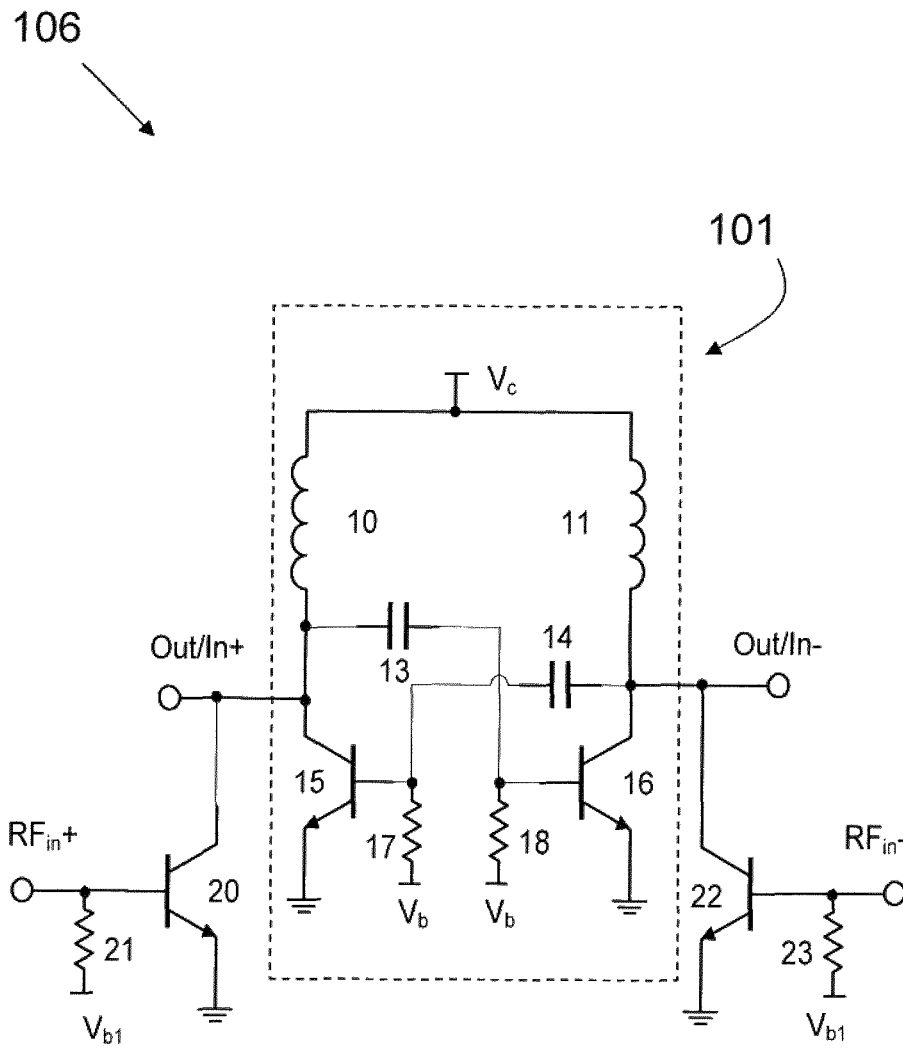 106
101
V_c
10
11
Out/In+
13
14
Out/In-
15
16
RF_in+
17
18
RF_in-
20
22
V_b
V_b
21
23
V_b1
V_b1